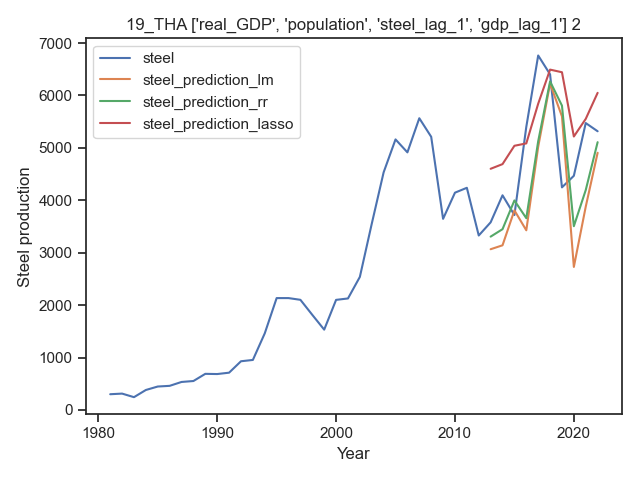 19_THA ['real_GDP', 'population', 'steel_lag_1', 'gdp_lag_1'] 2
7000
6000
5000
4000
3000
2000
1000
0
Steel production
steel
steel_prediction_lm
steel_prediction_rr
steel_prediction_lasso
1980
1990
2000
2010
2020
Year